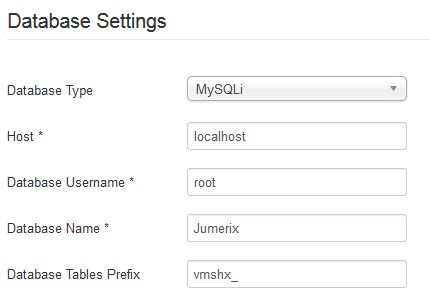 Database Settings
Database Type MySQLi
Host * localhost
Database Username * root
Database Name * Jumerix
Database Tables Prefix vmshx_